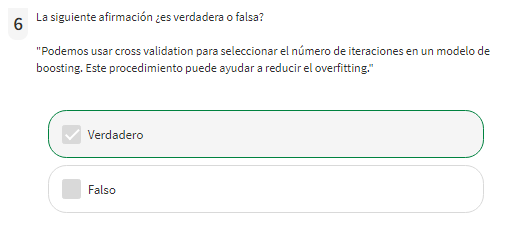 6
La siguiente afirmación ¿es verdadera o falsa?
"Podemos usar cross validation para seleccionar el número de iteraciones en un modelo de
boosting. Este procedimiento puede ayudar a reducir el overfitting."
Verdadero
Falso